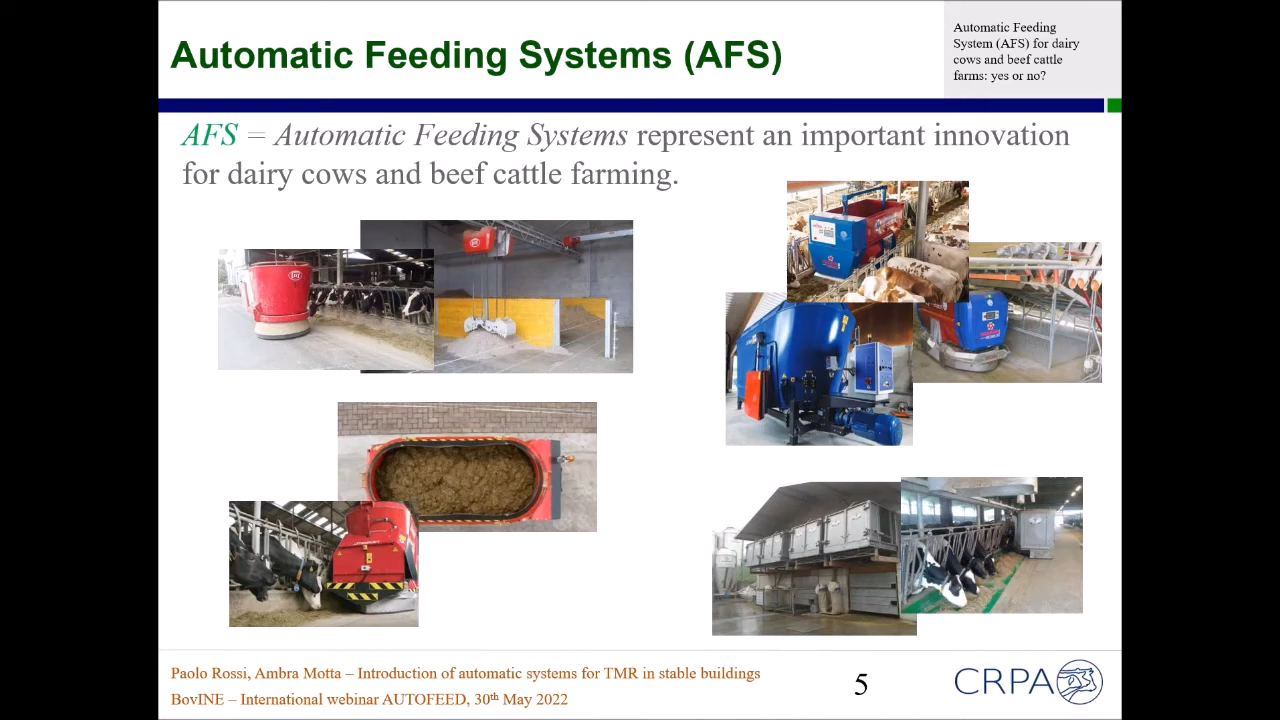 Automatic Feeding Systems (AFS)
Automatic Feeding
System (AFS) for dairy
cows and beef cattle
farms: yes or no?
AFS = Automatic Feeding Systems represent an important innovation
for dairy cows and beef cattle farming.
Paolo Rossi, Ambra Motta – Introduction of automatic systems for TMR in stable buildings
BovINE – International webinar AUTOFEED, 30th May 2022
5
CRPA